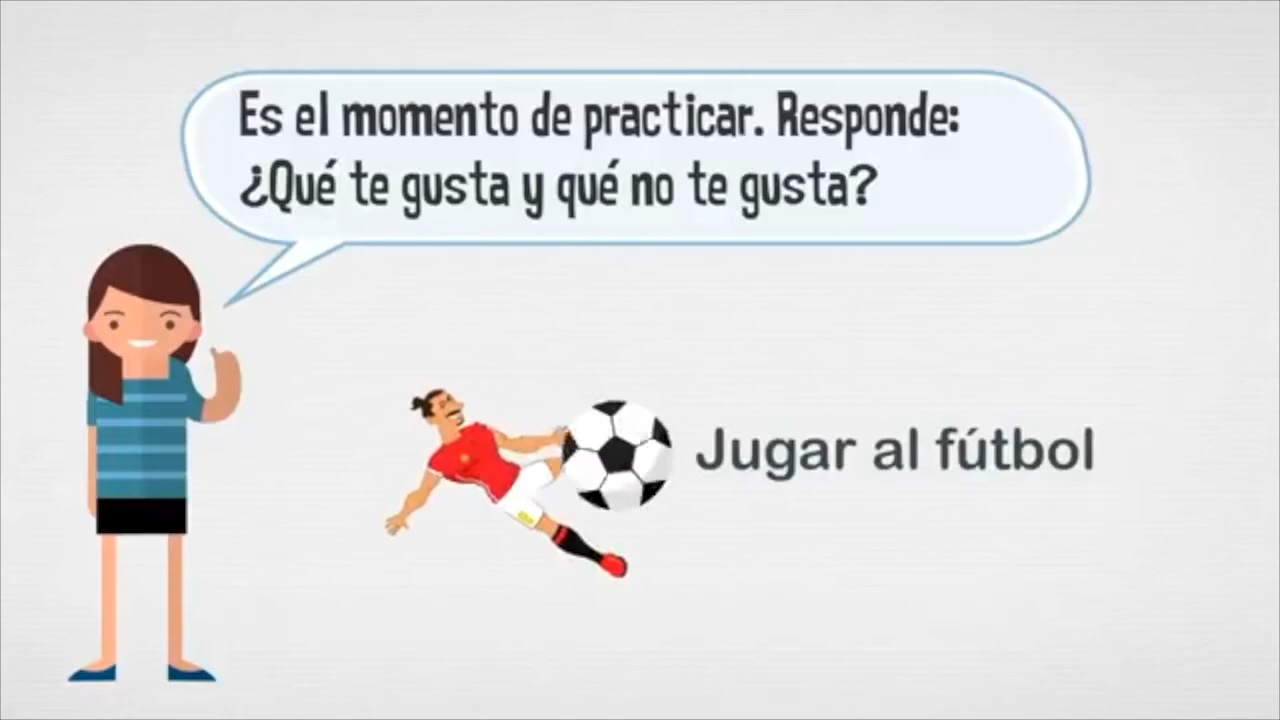 Es el momento de practicar. Responde:
¿Qué te gusta y qué no te gusta?
Jugar al fútbol